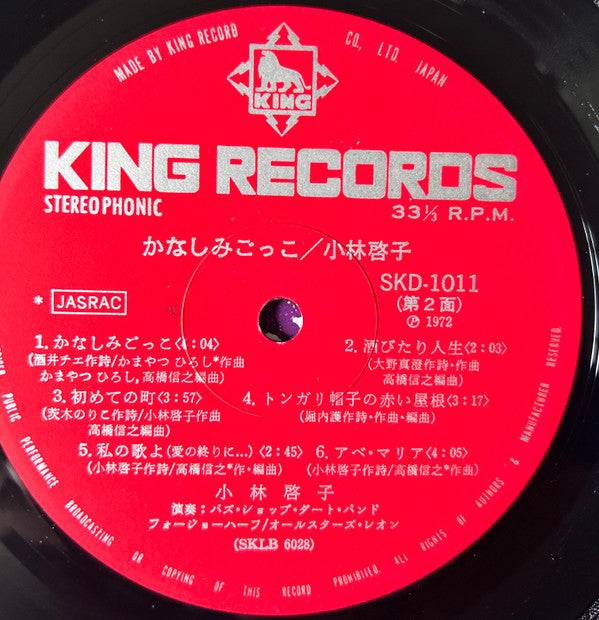 MADE BY KING RECORD CO., LTD. JAPAN
KING
KING RECORDS
STEREOPHONIC
33⅓ R.P.M.
かなしみごっこ／小林啓子
SKD-1011
(第2面)
Ⓟ 1972
* JASRAC
1. かなしみごっこ〈4:04〉
(酒井チエ作詩/かまやつ ひろし*作曲
かまやつ ひろし, 高橋信之編曲)
2. 酒びたり人生〈2:03〉
(大野真澄作詩・作曲
高橋信之編曲)
3. 初めての町〈3:57〉
(茨木のりこ作詩/小林啓子作曲
高橋信之編曲)
4. トンガリ帽子の赤い屋根〈3:17〉
(堀内護作詩・作曲・編曲)
5. 私の歌よ(愛の終りに...)〈2:45〉
(小林啓子作詩/高橋信之*作・編曲)
6. アベ・マリア〈4:05〉
(小林啓子作詩/高橋信之*作曲)
小林啓子
演奏：バズ・ショップ・ダート・バンド
フォージョーハーフ/オールスターズ・レオン
(SKLB 6028)
PUBLIC PERFORMANCE BROADCASTING OR COPYING OF THIS RECORD PROHIBITED. ALL RIGHTS OF AUTHORS & MANUFACTURER RESERVED.